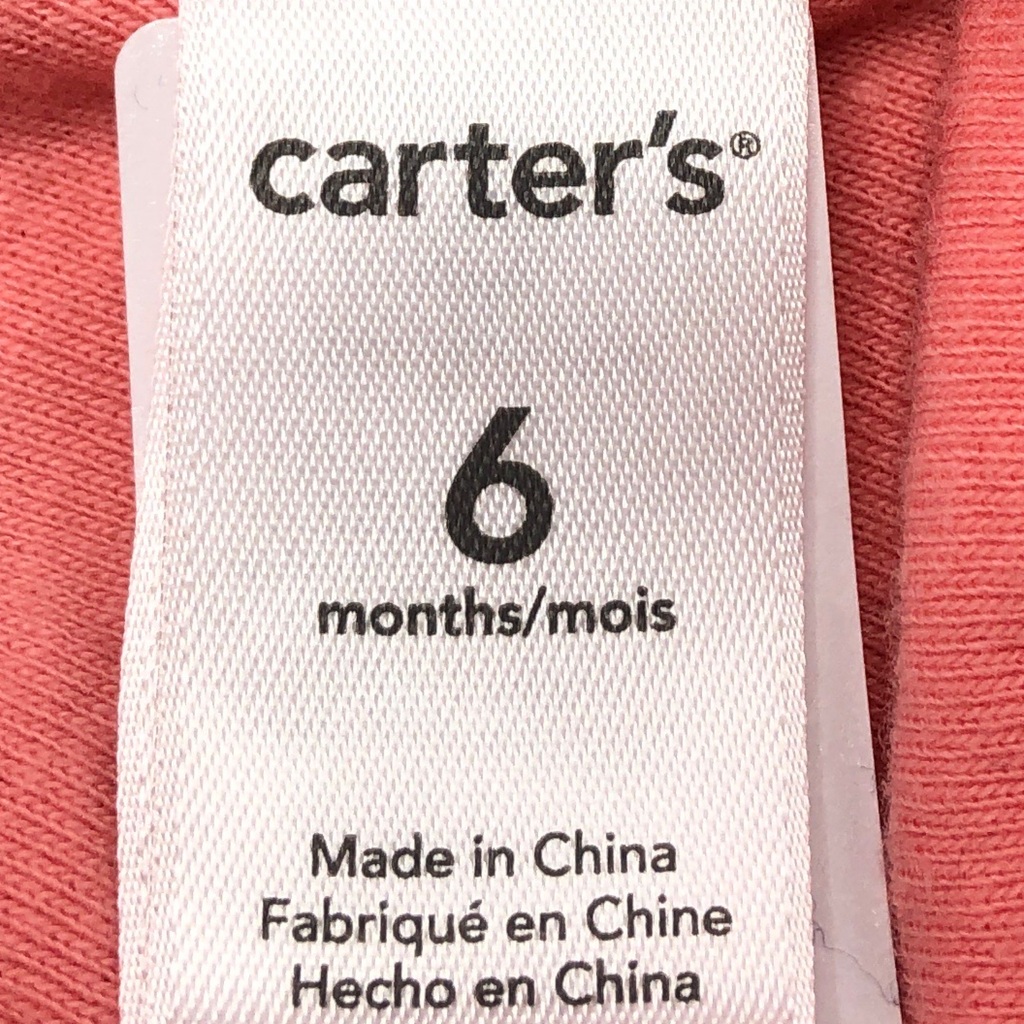 carter's®
6
months/mois
Made in China
Fabriqué en Chine
Hecho en China